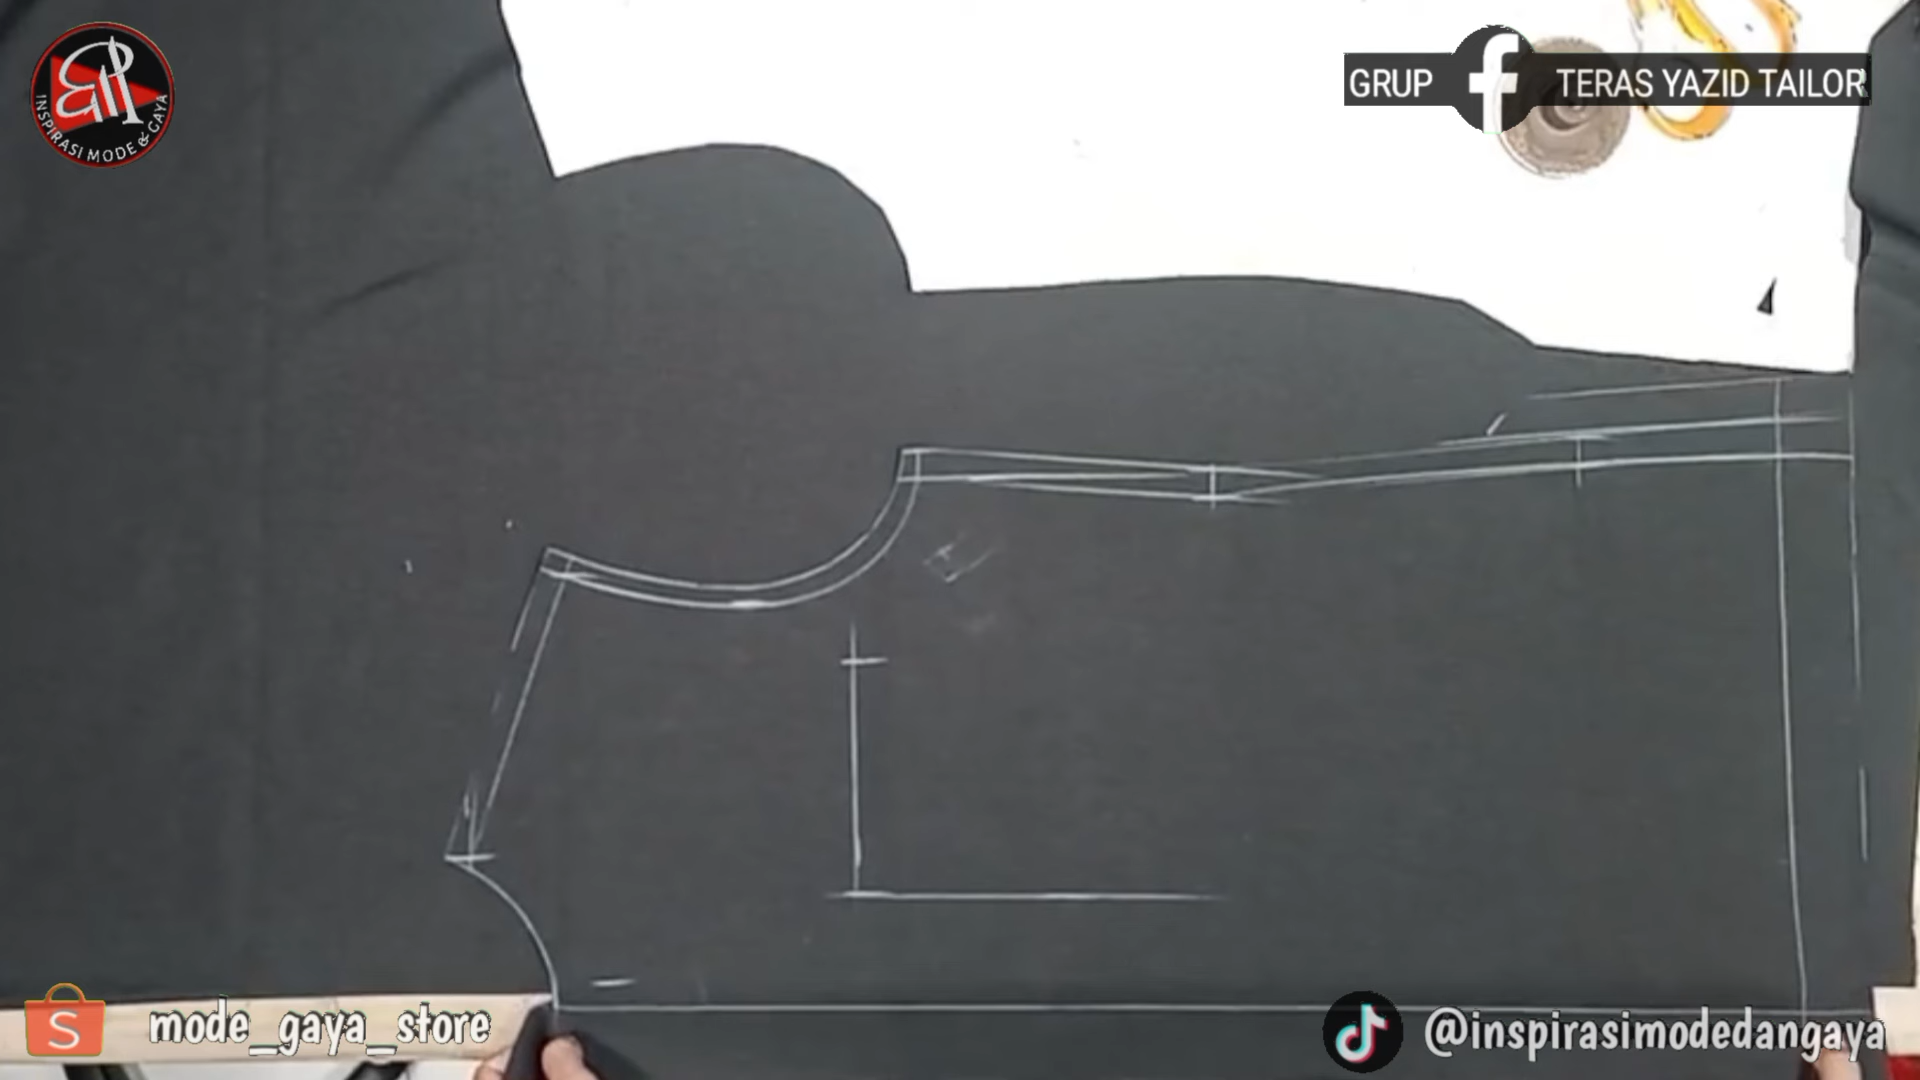 INSPIRASI MODE & GAYA
GRUP f TERAS YAZID TAILOR
S mode_gaya_store
@inspirasimodedangaya